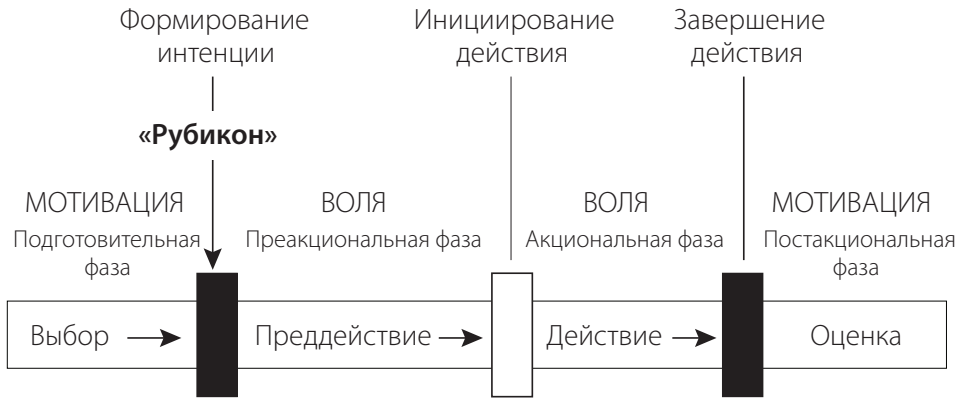 Формирование
интенции
Инициирование
действия
Завершение
действия
«Рубикон»
МОТИВАЦИЯ
ВОЛЯ
ВОЛЯ
МОТИВАЦИЯ
Подготовительная
фаза
Преакциональная фаза
Акциональная фаза
Постакциональная
фаза
Выбор
Преддействие
Действие
Оценка